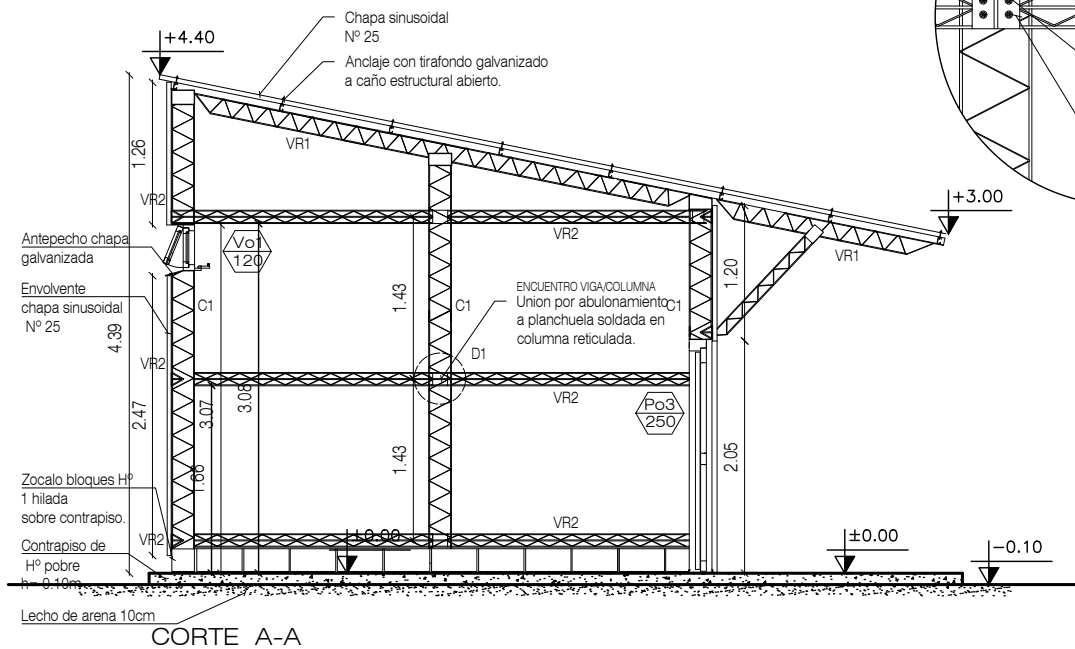 Chapa sinusoidal
Nº 25
Anclaje con tirafondo galvanizado
a caño estructural abierto.
+4.40
VR1
1.26
VR2
VR2
+3.00
VR1
Antepecho chapa
galvanizada
Vo1
120
Envolvente
chapa sinusoidal
Nº 25
C1
1.43
C1
ENCUENTRO VIGA/COLUMNA
Union por abulonamiento
a planchuela soldada en
columna reticulada.
C1
1.20
4.39
VR2
D1
VR2
2.47
3.07
3.08
Po3
250
1.66
1.43
2.05
Zocalo bloques Hº
1 hilada
sobre contrapiso.
VR2
VR2
±0.00
±0.00
-0.10
Contrapiso de
Hº pobre
h= 0.10m
Lecho de arena 10cm
CORTE A-A